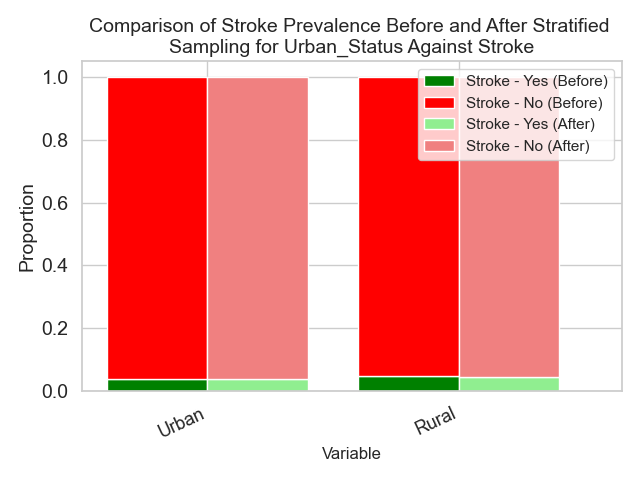 Comparison of Stroke Prevalence Before and After Stratified
Sampling for Urban_Status Against Stroke
Stroke - Yes (Before)
Stroke - No (Before)
Stroke - Yes (After)
Stroke - No (After)
Proportion
1.0
0.8
0.6
0.4
0.2
0.0
Urban
Rural
Variable